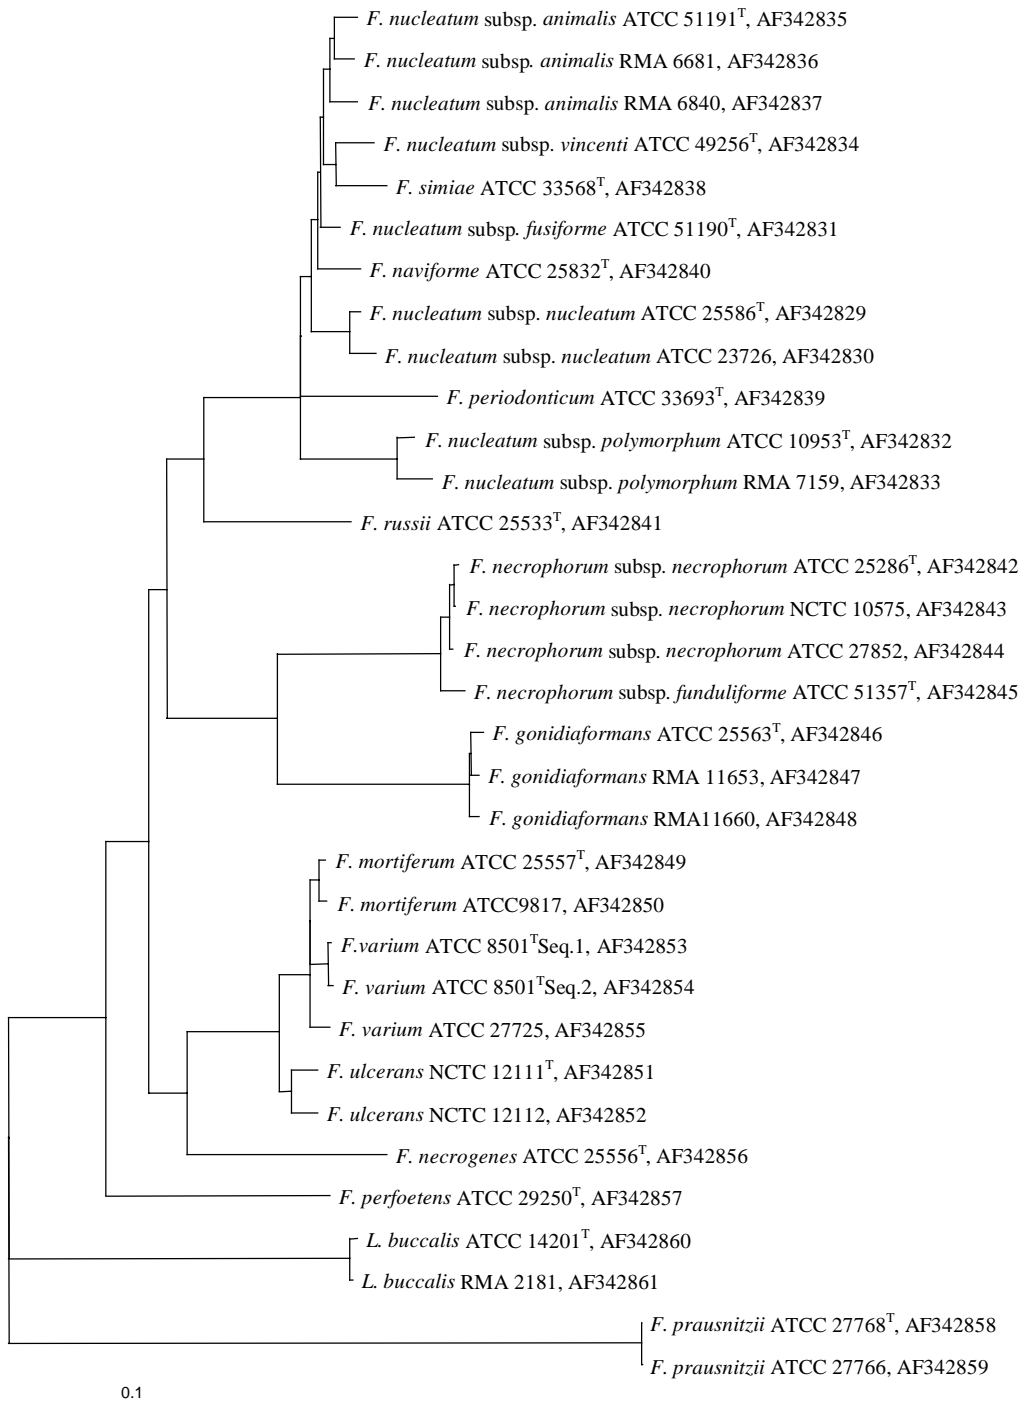 F. nucleatum subsp. animalis ATCC 51191T, AF342835
F. nucleatum subsp. animalis RMA 6681, AF342836
F. nucleatum subsp. animalis RMA 6840, AF342837
F. nucleatum subsp. vincenti ATCC 49256T, AF342834
F. simiae ATCC 33568T, AF342838
F. nucleatum subsp. fusiforme ATCC 51190T, AF342831
F. naviforme ATCC 25832T, AF342840
F. nucleatum subsp. nucleatum ATCC 25586T, AF342829
F. nucleatum subsp. nucleatum ATCC 23726, AF342830
F. periodonticum ATCC 33693T, AF342839
F. nucleatum subsp. polymorphum ATCC 10953T, AF342832
F. nucleatum subsp. polymorphum RMA 7159, AF342833
F. russii ATCC 25533T, AF342841
F. necrophorum subsp. necrophorum ATCC 25286T, AF342842
F. necrophorum subsp. necrophorum NCTC 10575, AF342843
F. necrophorum subsp. necrophorum ATCC 27852, AF342844
F. necrophorum subsp. funduliforme ATCC 51357T, AF342845
F. gonidiaformans ATCC 25563T, AF342846
F. gonidiaformans RMA 11653, AF342847
F. gonidiaformans RMA11660, AF342848
F. mortiferum ATCC 25557T, AF342849
F. mortiferum ATCC9817, AF342850
F.varium ATCC 8501TSeq.1, AF342853
F. varium ATCC 8501TSeq.2, AF342854
F. varium ATCC 27725, AF342855
F. ulcerans NCTC 12111T, AF342851
F. ulcerans NCTC 12112, AF342852
F. necrogenes ATCC 25556T, AF342856
F. perfoetens ATCC 29250T, AF342857
L. buccalis ATCC 14201T, AF342860
L. buccalis RMA 2181, AF342861
F. prausnitzii ATCC 27768T, AF342858
F. prausnitzii ATCC 27766, AF342859
0.1